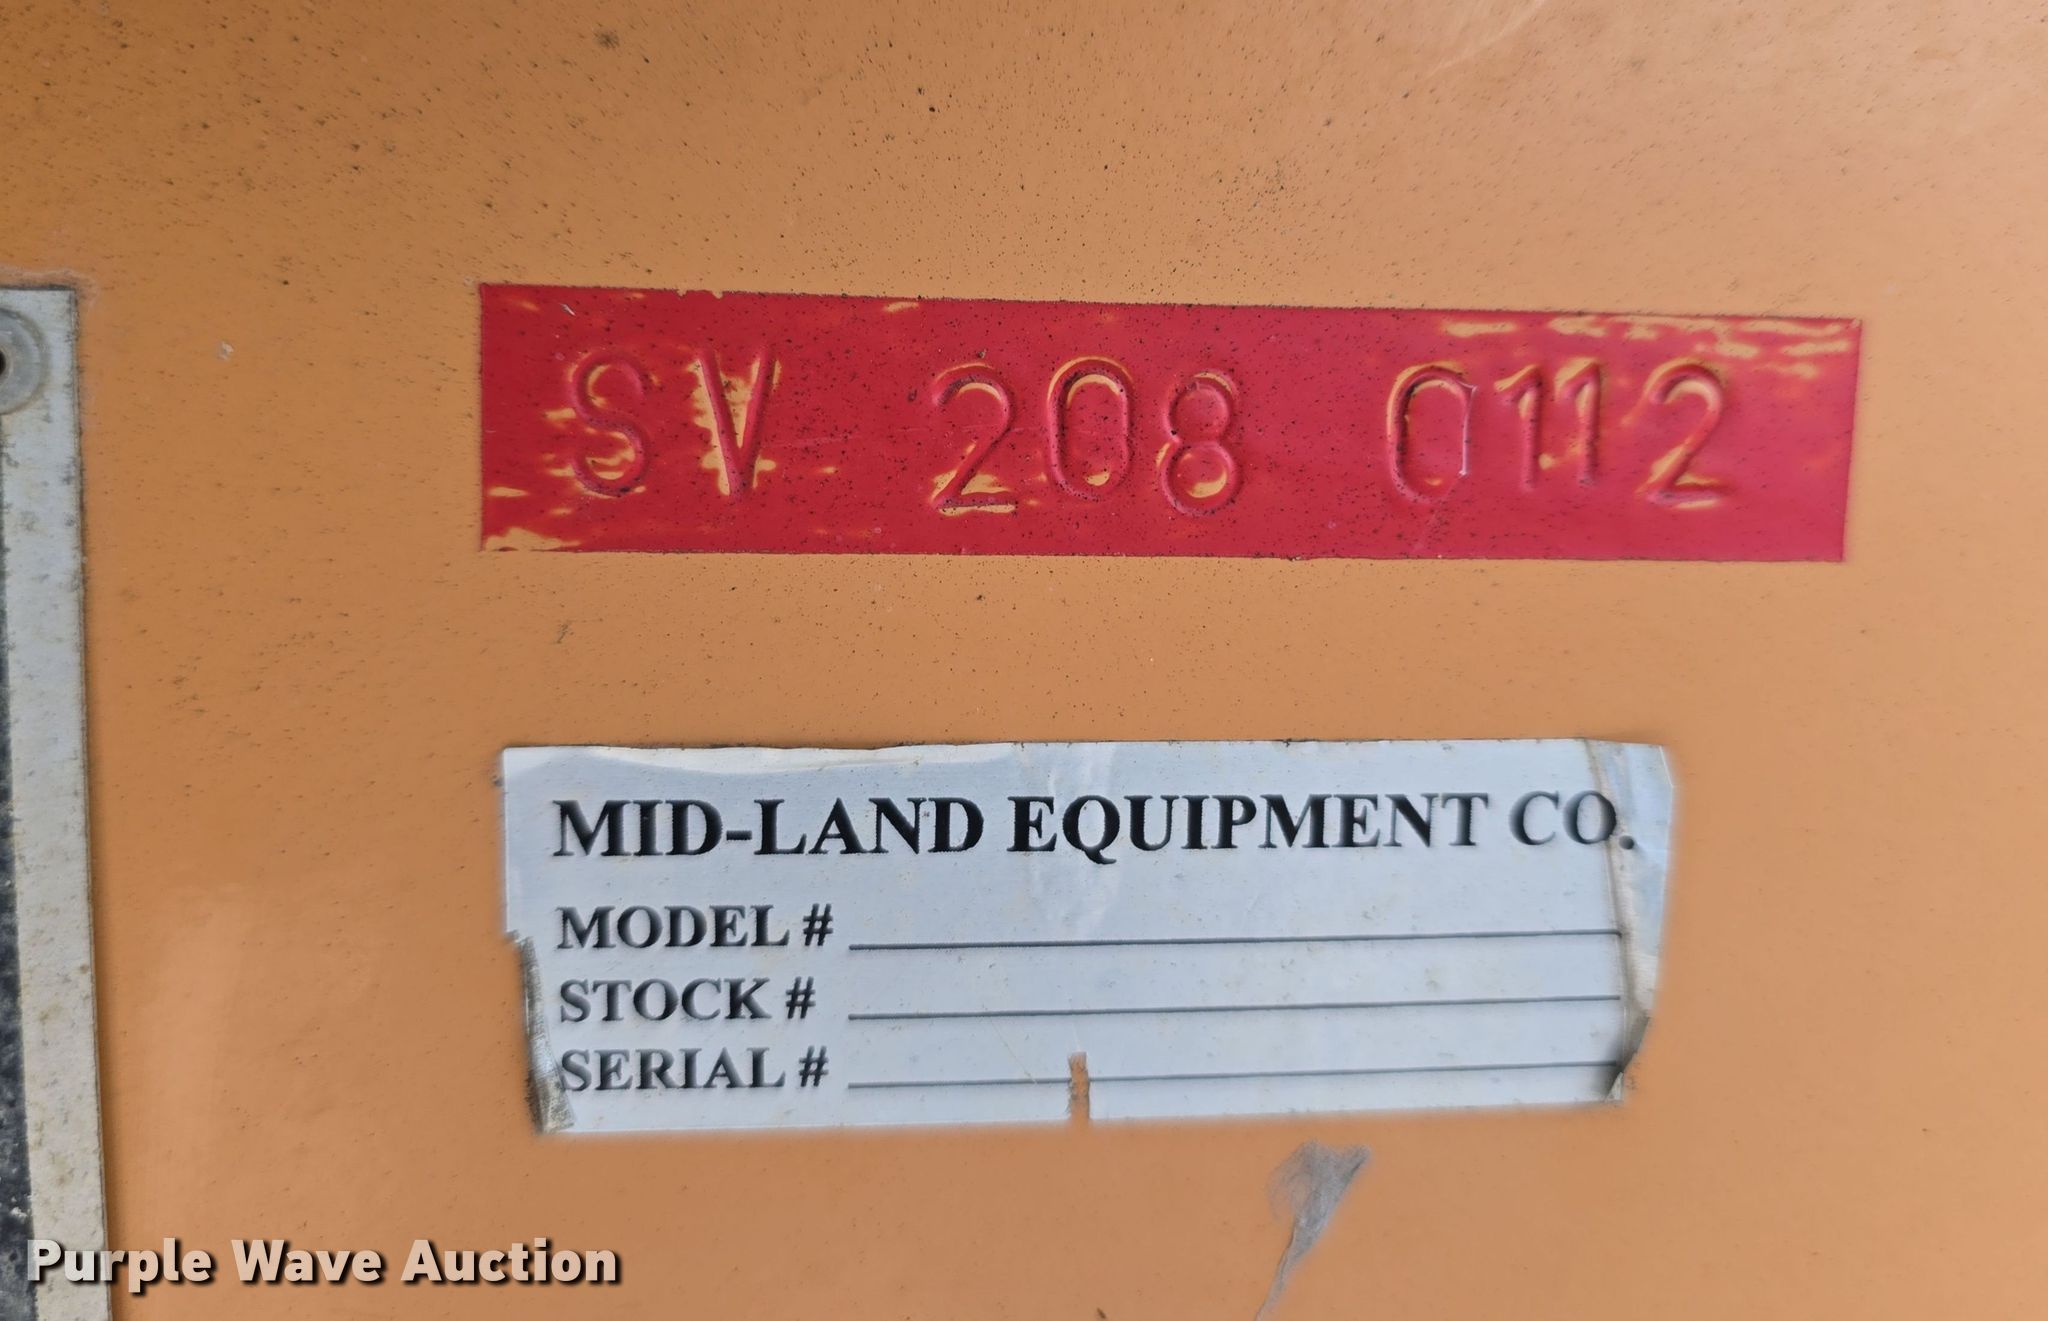 SV 208 0112
MID-LAND EQUIPMENT CO.
MODEL #
STOCK #
SERIAL #
Purple Wave Auction